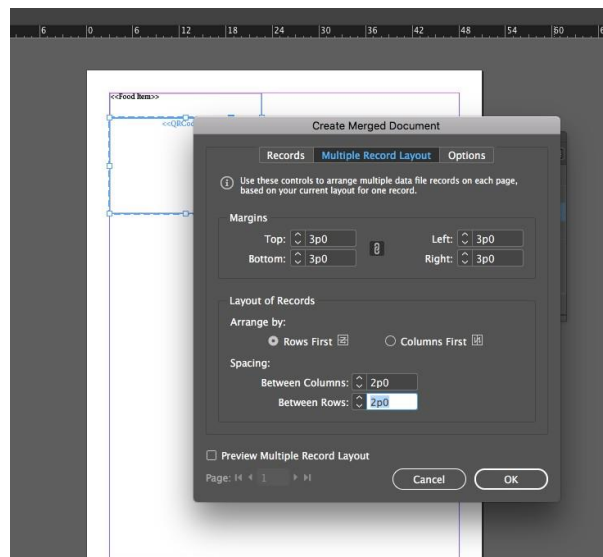 6 0 6 12 18 24 30 36 42 48 54 60
<<Food Item>>
<<QRCo
Create Merged Document
Records Multiple Record Layout Options
Use these controls to arrange multiple data file records on each page,
based on your current layout for one record.
Margins
Top: 3p0 Left: 3p0
Bottom: 3p0 Right: 3p0
Layout of Records
Arrange by:
Rows First Columns First
Spacing:
Between Columns: 2p0
Between Rows: 2p0
Preview Multiple Record Layout
Page: 1 Cancel OK